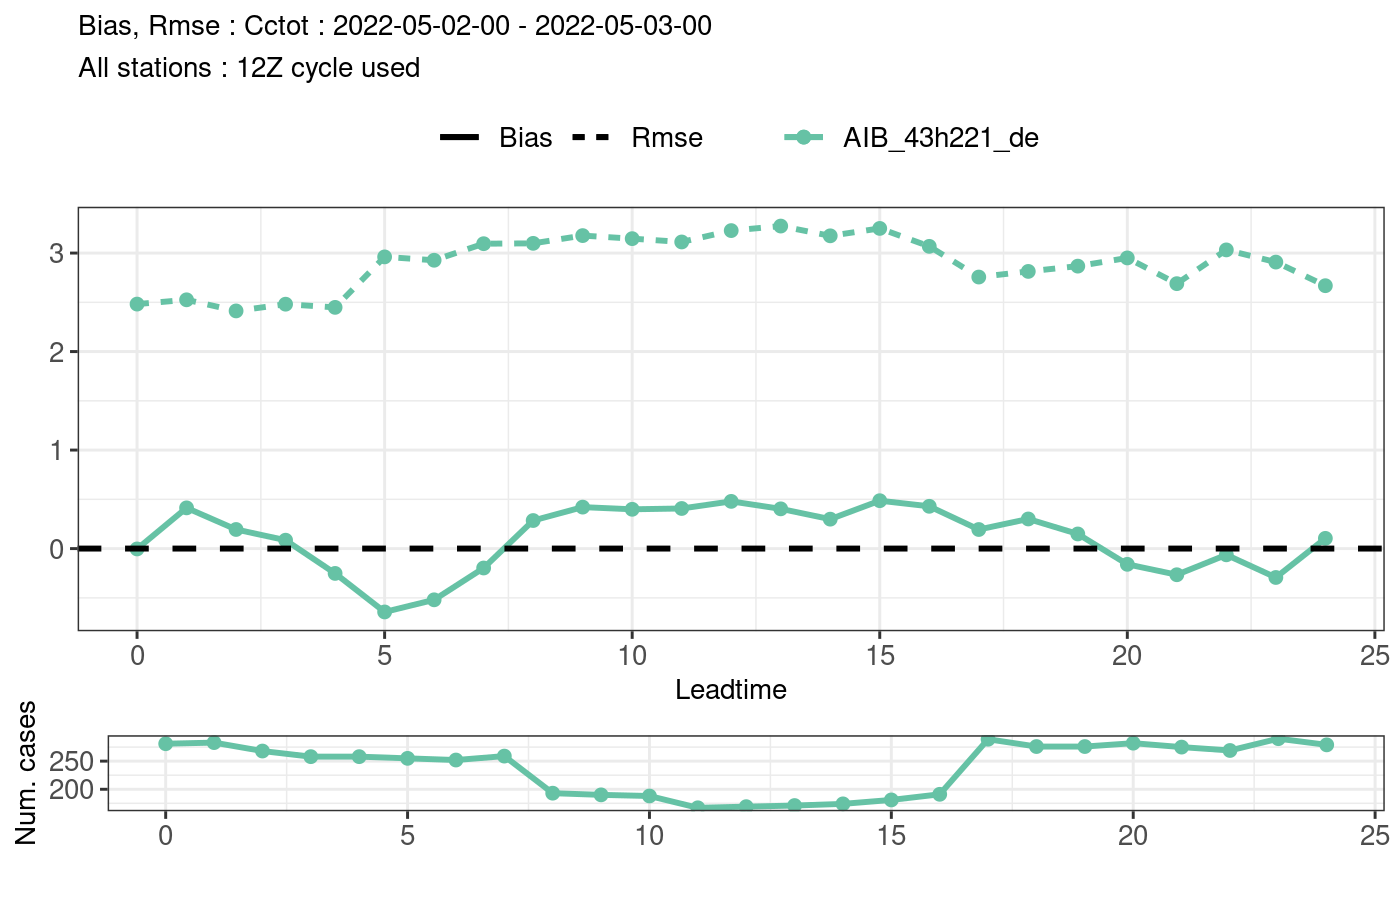 Bias, Rmse : Cctot : 2022-05-02-00 - 2022-05-03-00
All stations : 12Z cycle used
Bias Rmse AIB_43h221_de
3
2
1
0
0 5 10 15 20 25
Leadtime
Num. cases
250
200
0 5 10 15 20 25